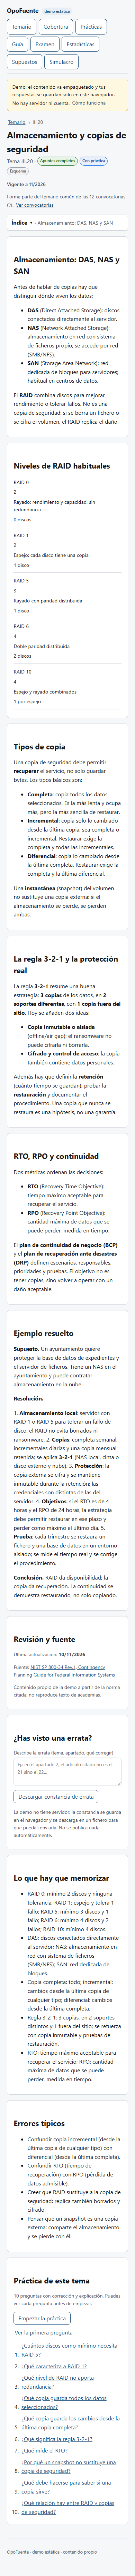 OpoFuente demo estática
Temario Cobertura Prácticas
Guía Examen Estadísticas
Supuestos Simulacro
Demo: el contenido va empaquetado y tus
respuestas se guardan solo en este navegador.
No hay servidor ni cuenta. Cómo funciona
Temario › III.20
Almacenamiento y copias de
seguridad
Tema III.20 · Apuntes completos Con práctica
Esquema
Vigente a 11/2026
Forma parte del temario común de las 12 convocatorias
C1. Ver convocatorias
Índice • Almacenamiento: DAS, NAS y SAN
Almacenamiento: DAS, NAS y
SAN
Antes de hablar de copias hay que
distinguir dónde viven los datos:
• DAS (Direct Attached Storage): discos
conectados directamente al servidor.
• NAS (Network Attached Storage):
almacenamiento en red con sistema
de ficheros propio; se accede por red
(SMB/NFS).
• SAN (Storage Area Network): red
dedicada de bloques para servidores;
habitual en centros de datos.
El RAID combina discos para mejorar
rendimiento o tolerar fallos. No es una
copia de seguridad: si se borra un fichero o
se cifra el volumen, el RAID replica el daño.
Niveles de RAID habituales
RAID 0
2
Rayado: rendimiento y capacidad, sin
redundancia
0 discos
RAID 1
2
Espejo: cada disco tiene una copia
1 disco
RAID 5
3
Rayado con paridad distribuida
1 disco
RAID 6
4
Doble paridad distribuida
2 discos
RAID 10
4
Espejo y rayado combinados
1 por espejo
Tipos de copia
Una copia de seguridad debe permitir
recuperar el servicio, no solo guardar
bytes. Los tipos básicos son:
• Completa: copia todos los datos
seleccionados. Es la más lenta y ocupa
más, pero la más sencilla de restaurar.
• Incremental: copia solo lo cambiado
desde la última copia, sea completa o
incremental. Restaurar exige la
completa y todas las incrementales.
• Diferencial: copia lo cambiado desde
la última completa. Restaurar exige la
completa y la última diferencial.
Una instantánea (snapshot) del volumen
no sustituye una copia externa: si el
almacenamiento se pierde, se pierden
ambas.
La regla 3-2-1 y la protección
real
La regla 3-2-1 resume una buena
estrategia: 3 copias de los datos, en 2
soportes diferentes, con 1 copia fuera del
sitio. Hoy se añaden dos ideas:
• Copia inmutable o aislada
(offline/air gap): el ransomware no
puede cifrarla ni borrarla.
• Cifrado y control de acceso: la copia
también contiene datos personales.
Además hay que definir la retención
(cuánto tiempo se guardan), probar la
restauración y documentar el
procedimiento. Una copia que nunca se
restaura es una hipótesis, no una garantía.
RTO, RPO y continuidad
Dos métricas ordenan las decisiones:
• RTO (Recovery Time Objective):
tiempo máximo aceptable para
recuperar el servicio.
• RPO (Recovery Point Objective):
cantidad máxima de datos que se
puede perder, medida en tiempo.
El plan de continuidad de negocio (BCP)
y el plan de recuperación ante desastres
(DRP) definen escenarios, responsables,
prioridades y pruebas. El objetivo no es
tener copias, sino volver a operar con un
daño aceptable.
Ejemplo resuelto
Supuesto. Un ayuntamiento quiere
proteger la base de datos de expedientes y
el servidor de ficheros. Tiene un NAS en el
mismo edificio y puede contratar
almacenamiento en la nube.
Resolución.
1. Almacenamiento local: servidor con
RAID 1 o RAID 5 para tolerar un fallo de
disco; el RAID no evita borrados ni
ransomware. 2. Copias: completa semanal,
incrementales diarias y una copia mensual
retenida; se aplica 3-2-1 (NAS local, cinta o
disco externo y nube). 3. Protección: la
copia externa se cifra y se mantiene
inmutable durante la retención; las
credenciales son distintas de las del
servidor. 4. Objetivos: si el RTO es de 4
horas y el RPO de 24 horas, la estrategia
debe permitir restaurar en una mañana y
perder como máximo el último día. 5.
Prueba: cada trimestre se restaura un
fichero y una base de datos en un entorno
aislado; se mide el tiempo y se corrige el
procedimiento.
Conclusión. RAID da disponibilidad; la
copia da recuperación. La continuidad se
demuestra restaurando, no solo copiando.
Revisión y fuente
Última actualización: 10/11/2026
Fuente: NIST SP 800-34 Rev.1, Contingency
Planning Guide for Federal Information Systems
Contenido propio de la demo a partir de la norma
citada; no reproduce texto de academias.
¿Has visto una errata?
Describe la errata (tema, apartado, qué corregir)
Ej.: en el apartado 2, el artículo citado no es el
21 sino el 22…
Descargar constancia de errata
La demo no tiene servidor: la constancia se guarda
en el navegador y se descarga en un fichero para
que puedas enviarla. No se publica nada
automáticamente.
Lo que hay que memorizar
• RAID 0: mínimo 2 discos y ninguna
tolerancia; RAID 1: espejo y tolera 1
fallo; RAID 5: mínimo 3 discos y 1
fallo; RAID 6: mínimo 4 discos y 2
fallos; RAID 10: mínimo 4 discos.
• DAS: discos conectados directamente
al servidor; NAS: almacenamiento en
red con sistema de ficheros
(SMB/NFS); SAN: red dedicada de
bloques.
• Copia completa: todo; incremental:
cambios desde la última copia de
cualquier tipo; diferencial: cambios
desde la última completa.
• Regla 3-2-1: 3 copias, en 2 soportes
distintos y 1 fuera del sitio; se refuerza
con copia inmutable y pruebas de
restauración.
• RTO: tiempo máximo aceptable para
recuperar el servicio; RPO: cantidad
máxima de datos que se puede
perder, medida en tiempo.
Errores típicos
• Confundir copia incremental (desde la
última copia de cualquier tipo) con
diferencial (desde la última completa).
• Confundir RTO (tiempo de
recuperación) con RPO (pérdida de
datos admisible).
• Creer que RAID sustituye a la copia de
seguridad: replica también borrados y
cifrado.
• Pensar que un snapshot es una copia
externa: comparte el almacenamiento
y se pierde con él.
Práctica de este tema
10 preguntas con corrección y explicación. Puedes
ver cada pregunta antes de empezar.
Empezar la práctica
Ver la primera pregunta
1. ¿Cuántos discos como mínimo necesita
RAID 5?
2. ¿Qué caracteriza a RAID 1?
3. ¿Qué nivel de RAID no aporta
redundancia?
4. ¿Qué copia guarda todos los datos
seleccionados?
5. ¿Qué copia guarda los cambios desde la
última copia completa?
6. ¿Qué significa la regla 3-2-1?
7. ¿Qué mide el RTO?
8. ¿Por qué un snapshot no sustituye una
copia de seguridad?
9. ¿Qué debe hacerse para saber si una
copia sirve?
10. ¿Qué relación hay entre RAID y copias
de seguridad?
OpoFuente · demo estática · contenido propio